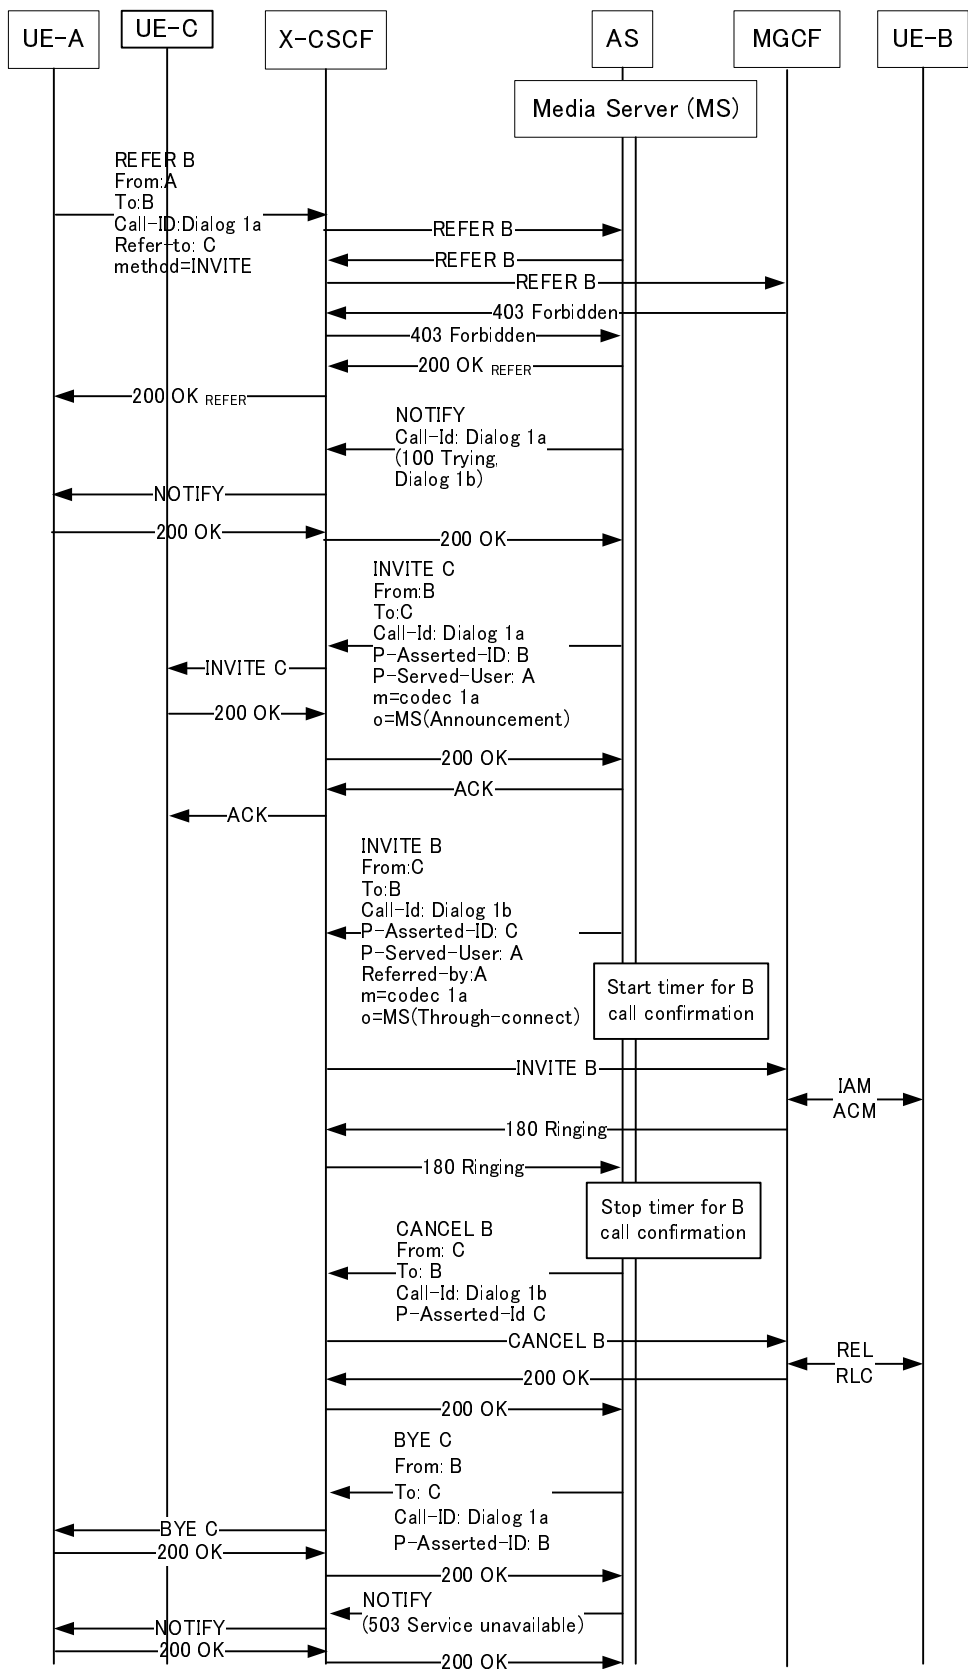 UE-A
UE-C
X-CSCF
AS
MGCF
UE-B
Media Server (MS)
REFER B
From:A
To:B
Call-ID:Dialog 1a
Refer-to: C
method=INVITE
REFER B
REFER B
REFER B
403 Forbidden
403 Forbidden
200 OK REFER
200 OK REFER
NOTIFY
Call-Id: Dialog 1a
(100 Trying,
Dialog 1b)
NOTIFY
200 OK
200 OK
INVITE C
From:B
To:C
Call-Id: Dialog 1a
P-Asserted-ID: B
P-Served-User: A
m=codec 1a
o=MS(Announcement)
INVITE C
200 OK
200 OK
ACK
ACK
INVITE B
From:C
To:B
Call-Id: Dialog 1b
P-Asserted-ID: C
P-Served-User: A
Referred-by:A
m=codec 1a
o=MS(Through-connect)
Start timer for B
call confirmation
INVITE B
IAM
ACM
180 Ringing
180 Ringing
Stop timer for B
call confirmation
CANCEL B
From: C
To: B
Call-Id: Dialog 1b
P-Asserted-Id C
CANCEL B
REL
RLC
200 OK
200 OK
BYE C
From: B
To: C
Call-ID: Dialog 1a
P-Asserted-ID: B
BYE C
200 OK
200 OK
NOTIFY
(503 Service unavailable)
NOTIFY
200 OK
200 OK